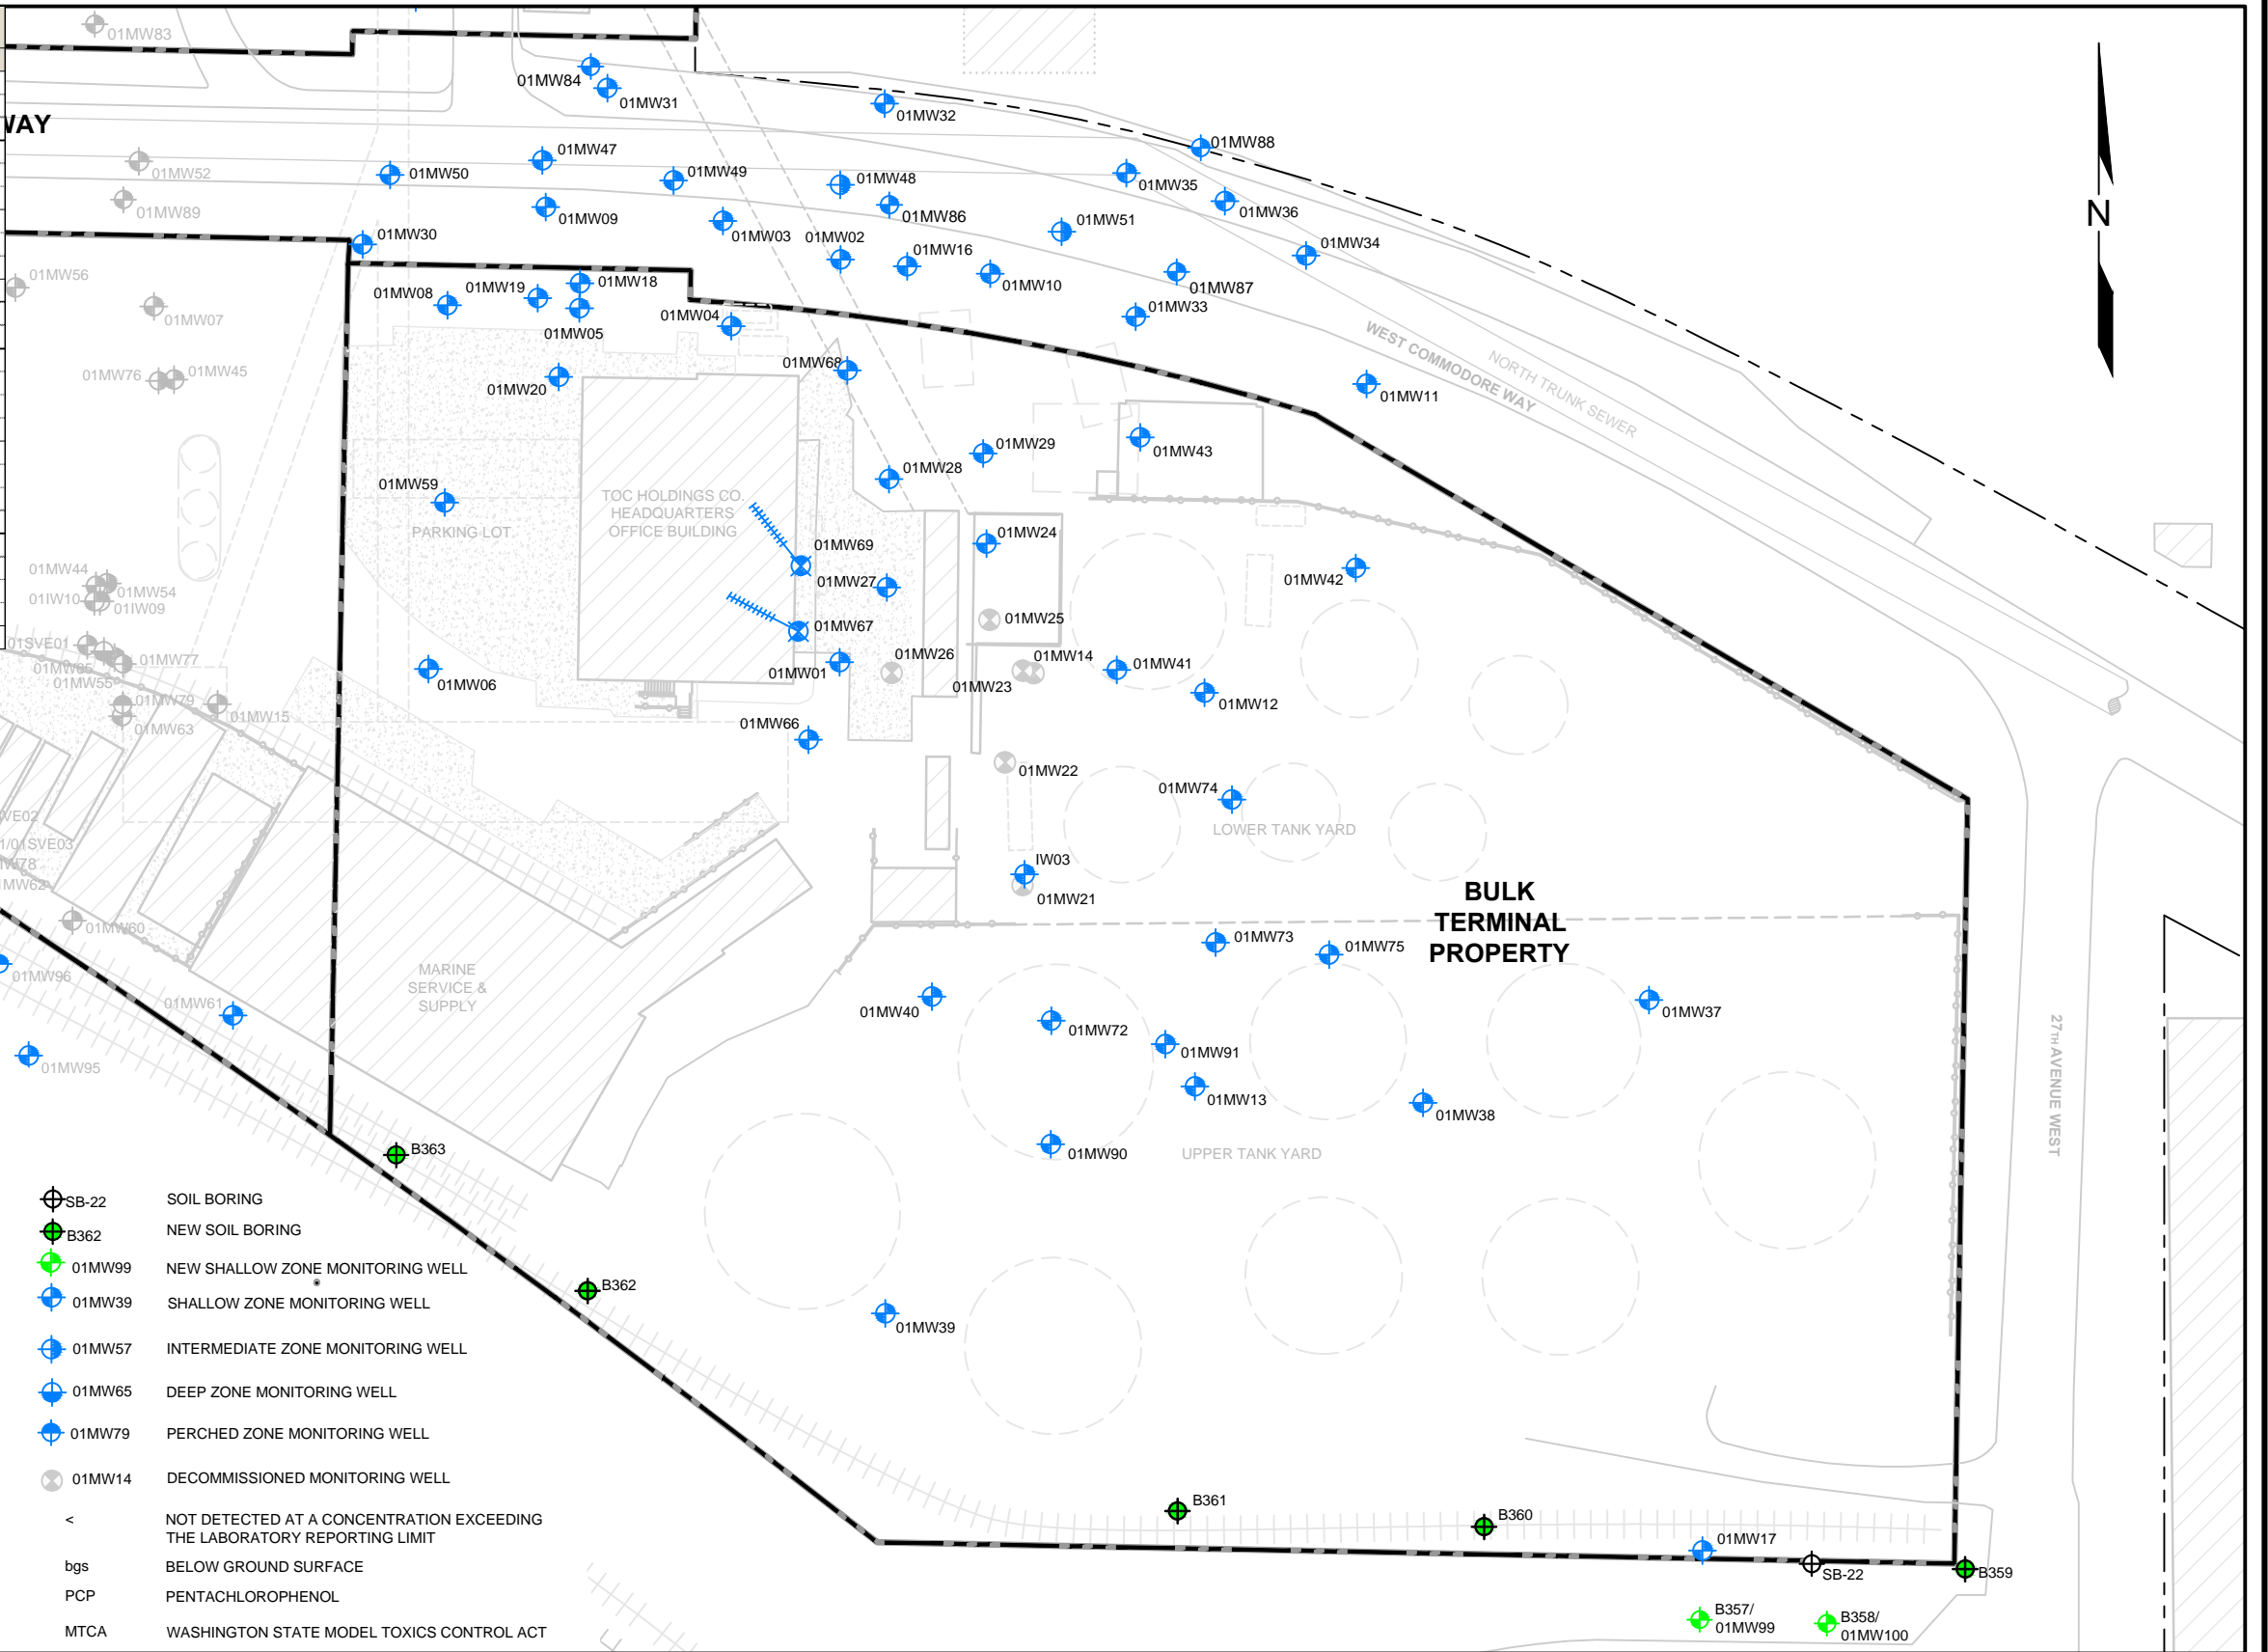 01MW83
01MW84
01MW31
01MW32
WAY
01MW88
01MW47
01MW52
01MW50
01MW49
01MW48
01MW35
01MW89
01MW09
01MW86
01MW36
N
01MW30
01MW03
01MW02
01MW51
01MW16
01MW34
01MW56
01MW18
01MW10
01MW87
01MW08
01MW19
01MW07
01MW05
01MW04
01MW33
WEST COMMODORE WAY
NORTH TRUNK SEWER
01MW76
01MW45
01MW20
01MW68
01MW11
01MW29
01MW43
01MW28
01MW59
TOC HOLDINGS CO.
HEADQUARTERS
OFFICE BUILDING
PARKING LOT
01MW69
01MW24
01MW44
01MW54
01MW27
01MW42
01IW10
01IW09
01MW25
01MW67
01SVE01
01MW77
01MW85
01MW55
01MW01
01MW26
01MW14
01MW41
01MW06
01MW23
01MW79
01MW15
01MW12
01MW63
01MW66
01MW22
01MW74
LOWER TANK YARD
VE02
1/01SVE03
W78
MW62
IW03
01MW21
BULK
TERMINAL
PROPERTY
01MW60
01MW73
01MW75
01MW96
MARINE
SERVICE &
SUPPLY
01MW61
01MW40
01MW72
01MW37
01MW91
27TH AVENUE WEST
01MW95
01MW13
01MW38
B363
01MW90
UPPER TANK YARD
SB-22 SOIL BORING
B362 NEW SOIL BORING
01MW99 NEW SHALLOW ZONE MONITORING WELL
B362
01MW39 SHALLOW ZONE MONITORING WELL
01MW39
01MW57 INTERMEDIATE ZONE MONITORING WELL
01MW65 DEEP ZONE MONITORING WELL
01MW79 PERCHED ZONE MONITORING WELL
01MW14 DECOMMISSIONED MONITORING WELL
B361
B360
< NOT DETECTED AT A CONCENTRATION EXCEEDING
THE LABORATORY REPORTING LIMIT
01MW17
bgs BELOW GROUND SURFACE
SB-22
B359
PCP PENTACHLOROPHENOL
B357/
01MW99
B358/
01MW100
MTCA WASHINGTON STATE MODEL TOXICS CONTROL ACT